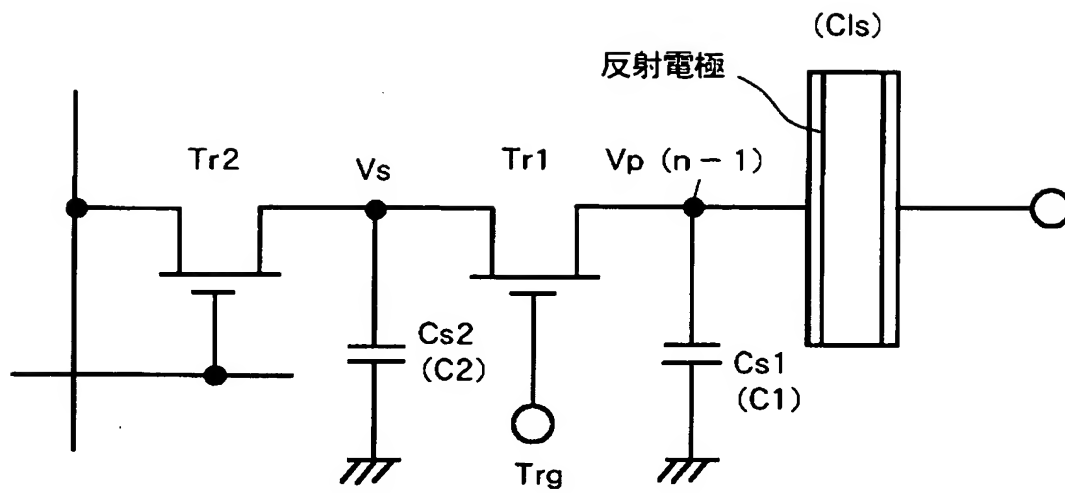 (Cls)
反射電極
Tr2
Vs
Tr1
Vp (n − 1)
Cs2
(C2)
Cs1
(C1)
Trg